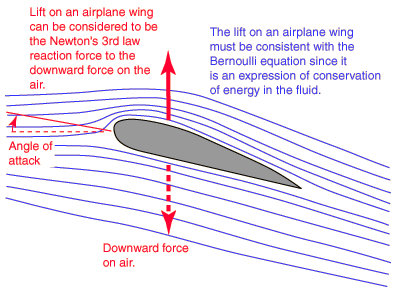 Lift on an airplane wing
can be considered to be
the Newton's 3rd law
reaction force to the
downward force on the
air.
The lift on an airplane wing
must be consistent with the
Bernoulli equation since it
is an expression of conservation
of energy in the fluid.
Angle of
attack
Downward force
on air.